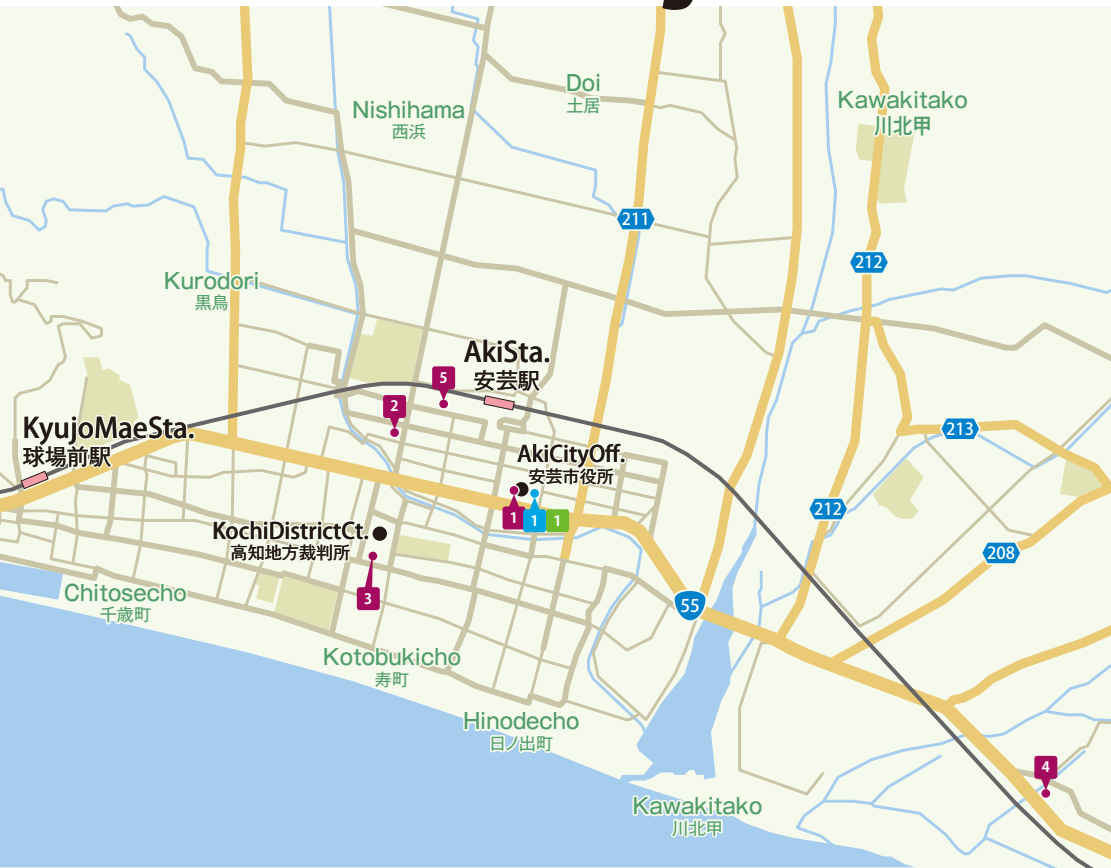 Doi
土居
Nishihama
西浜
Kawakitako
川北甲
211
212
Kurodori
黒鳥
AkiSta.
安芸駅
5
2
KyujoMaeSta.
球場前駅
213
AkiCityOff.
安芸市役所
1
1
1
212
KochiDistrictCt.
高知地方裁判所
208
3
55
Chitosecho
千歳町
Kotobukicho
寿町
Hinodecho
日ノ出町
4
Kawakitako
川北甲